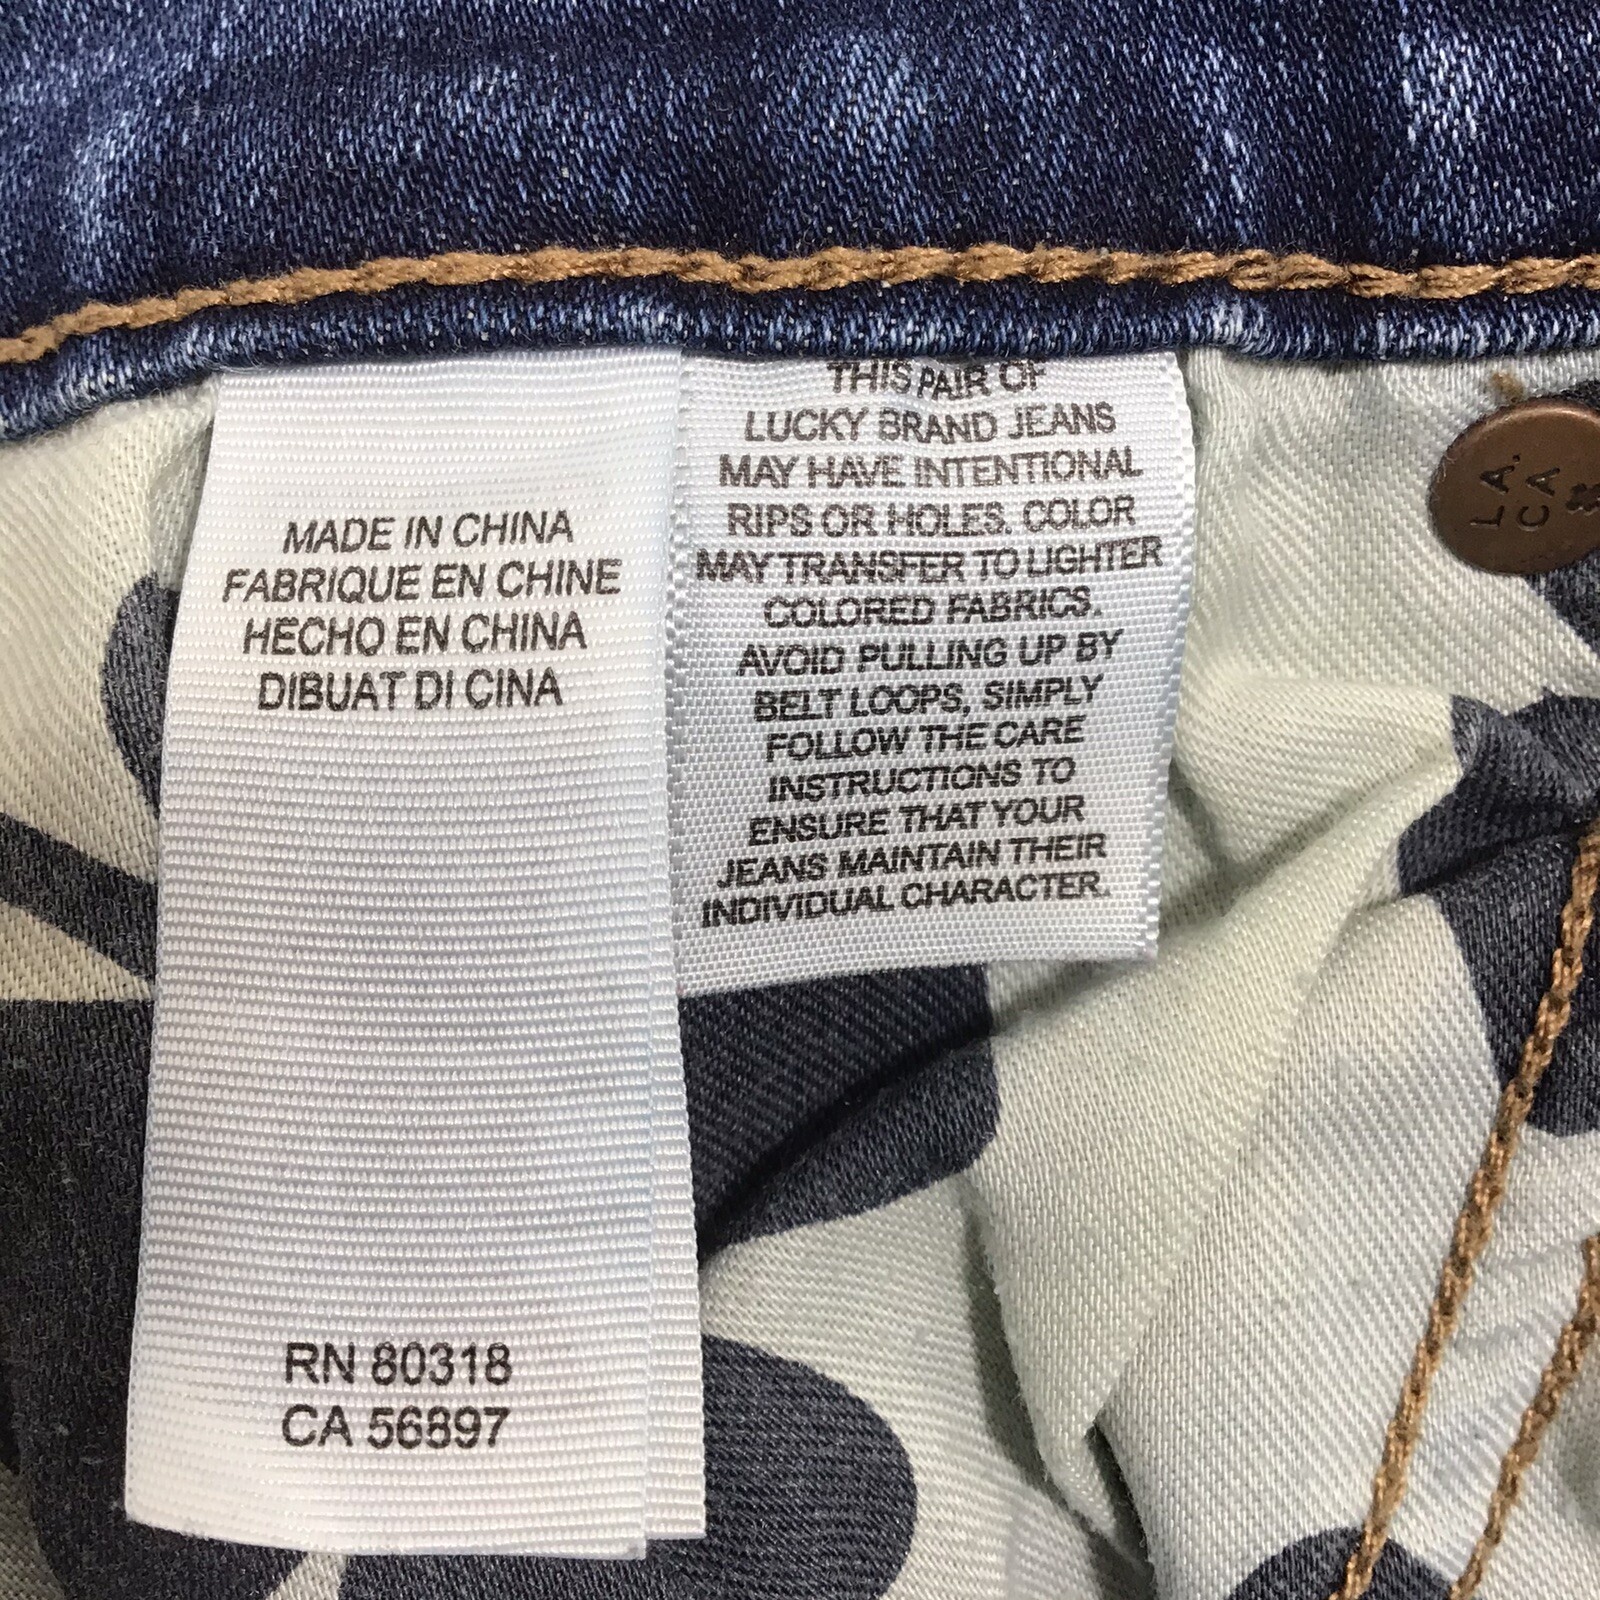 MADE IN CHINA
FABRIQUE EN CHINE
HECHO EN CHINA
DIBUAT DI CINA
RN 80318
CA 56897
THIS PAIR OF
LUCKY BRAND JEANS
MAY HAVE INTENTIONAL
RIPS OR HOLES. COLOR
MAY TRANSFER TO LIGHTER
COLORED FABRICS.
AVOID PULLING UP BY
BELT LOOPS, SIMPLY
FOLLOW THE CARE
INSTRUCTIONS TO
ENSURE THAT YOUR
JEANS MAINTAIN THEIR
INDIVIDUAL CHARACTER.
L.A.
CA